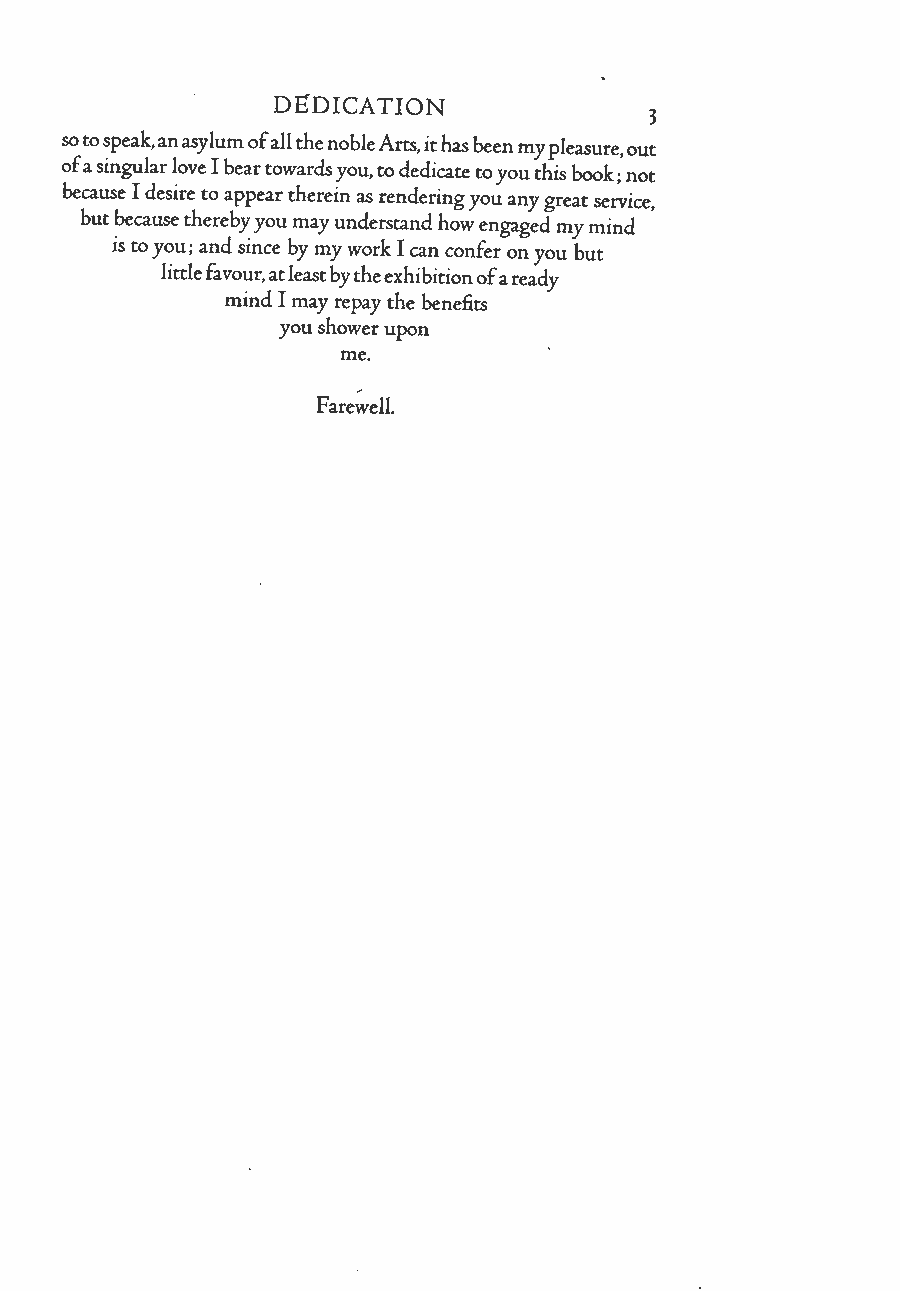 DEDICATION 3
so to speak, an asylum of all the noble Arts, it has been my pleasure, out
of a singular love I bear towards you, to dedicate to you this book; not
because I desire to appear therein as rendering you any great service,
but because thereby you may understand how engaged my mind
is to you; and since by my work I can confer on you but
little favour, at least by the exhibition of a ready
mind I may repay the benefits
you shower upon
me.
Farewell.